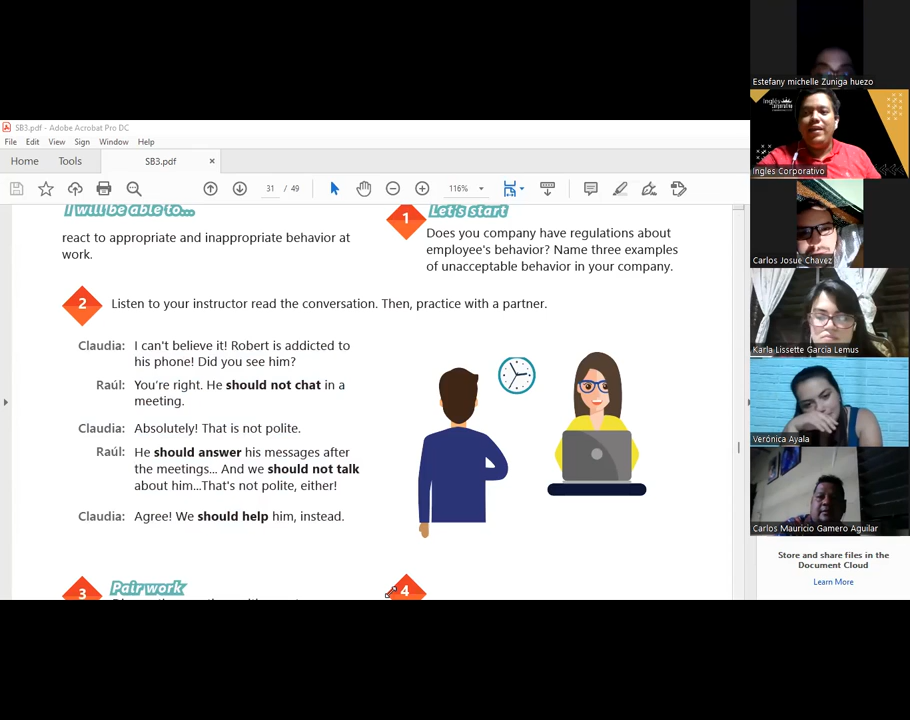 SB3.pdf - Adobe Acrobat Pro DC
File Edit View Sign Window Help
Home Tools SB3.pdf ×
31 / 49 116%
I will be able to...
react to appropriate and inappropriate behavior at
work.
1 Let's start
Does you company have regulations about
employee's behavior? Name three examples
of unacceptable behavior in your company.
2 Listen to your instructor read the conversation. Then, practice with a partner.
Claudia: I can't believe it! Robert is addicted to
his phone! Did you see him?
Raúl: You're right. He should not chat in a
meeting.
Claudia: Absolutely! That is not polite.
Raúl: He should answer his messages after
the meetings... And we should not talk
about him...That's not polite, either!
Claudia: Agree! We should help him, instead.
3 Pair work
4
Estefany michelle Zuniga huezo
Inglés Corporativo
Inglés Corporativo
Carlos Josue Chavez
Karla Lissette Garcia Lemus
Verónica Ayala
Carlos Mauricio Gamero Aguilar
Store and share files in the
Document Cloud
Learn More